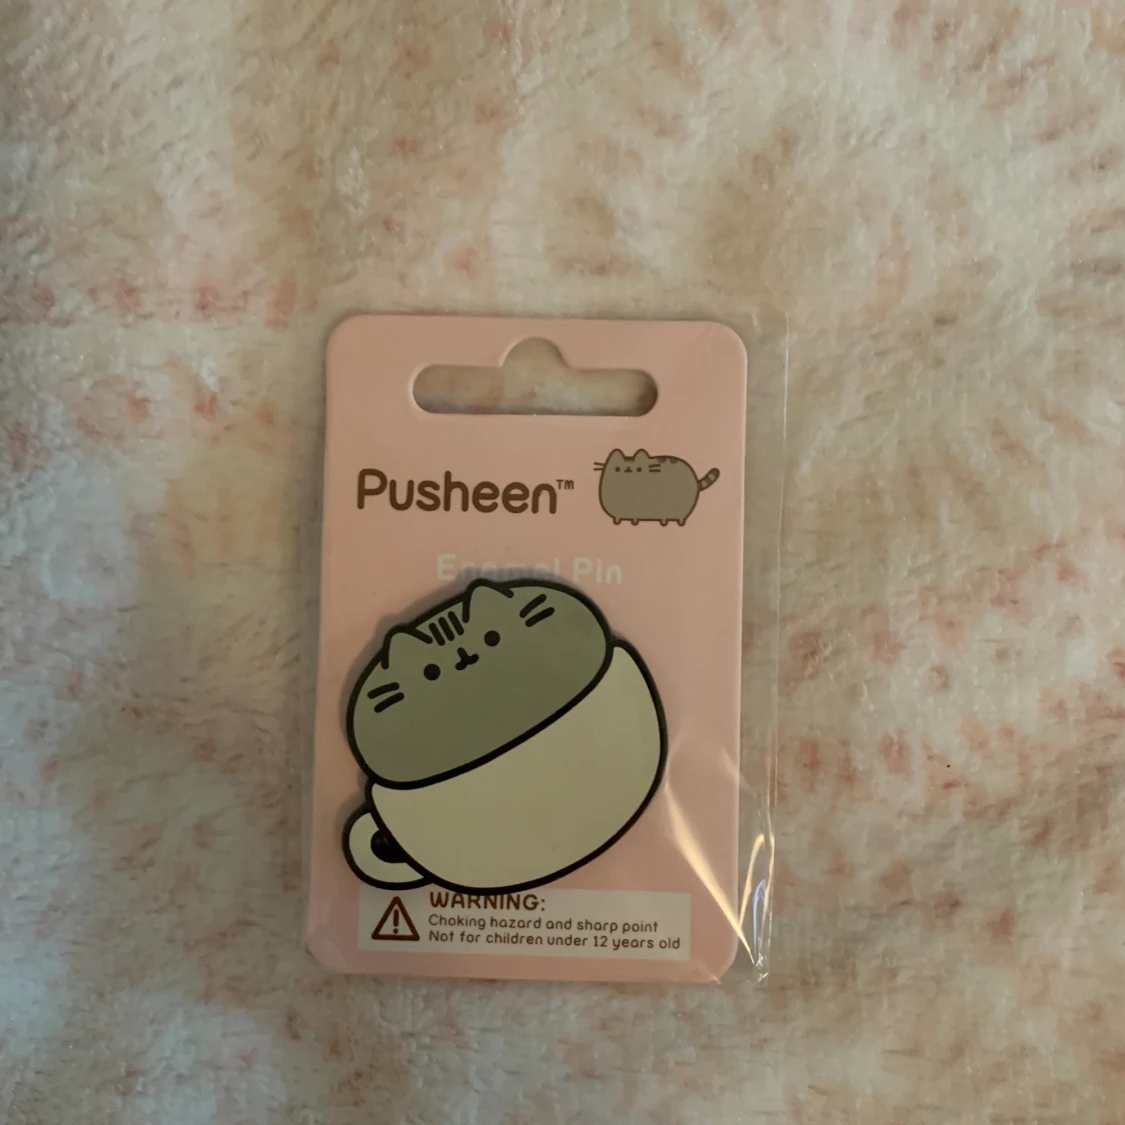 Pusheen™
Enamel Pin
WARNING:
Choking hazard and sharp point
Not for children under 12 years old